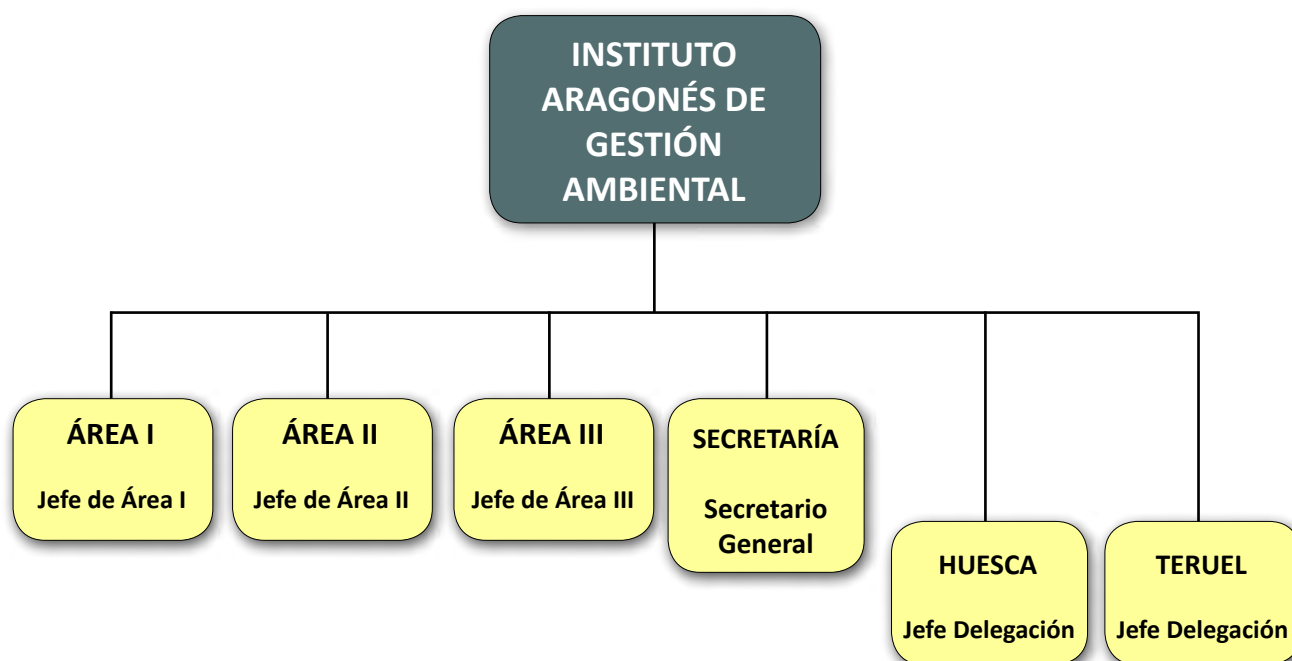 INSTITUTO
ARAGONÉS DE
GESTIÓN
AMBIENTAL
ÁREA I
Jefe de Área I
ÁREA II
Jefe de Área II
ÁREA III
Jefe de Área III
SECRETARÍA
Secretario
General
HUESCA
Jefe Delegación
TERUEL
Jefe Delegación